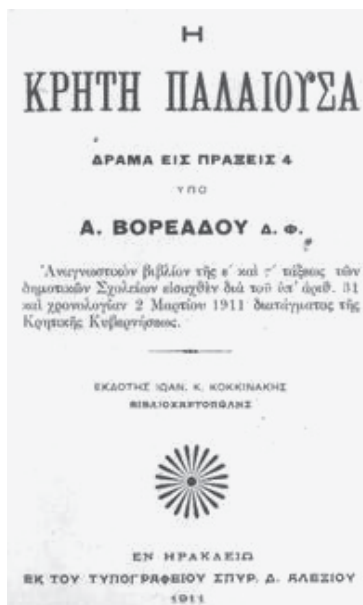 Η
ΚΡΗΤΗ ΠΑΛΑΙΟΥΣΑ
ΔΡΑΜΑ ΕΙΣ ΠΡΑΞΕΙΣ 4
ΥΠΟ
Α. ΒΟΡΕΑΔΟΥ Δ. Φ.
Ἀναγνωστικὸν βιβλίον τῆς ε΄ καὶ ς΄ τάξεως τῶν
δημοτικῶν Σχολείων εἰσαχθὲν διὰ τοῦ ὑπ' ἀριθ. 31
καὶ χρονολογίαν 2 Μαρτίου 1911 διατάγματος τῆς
Κρητικῆς Κυβερνήσεως.
ΕΚΔΟΤΗΣ ΙΩΑΝ. Κ. ΚΟΚΚΙΝΑΚΗΣ
ΒΙΒΛΙΟΧΑΡΤΟΠΩΛΗΣ
ΕΝ ΗΡΑΚΛΕΙΩ
ΕΚ ΤΟΥ ΤΥΠΟΓΡΑΦΕΙΟΥ ΣΠΥΡ. Δ. ΑΛΕΞΙΟΥ
1911